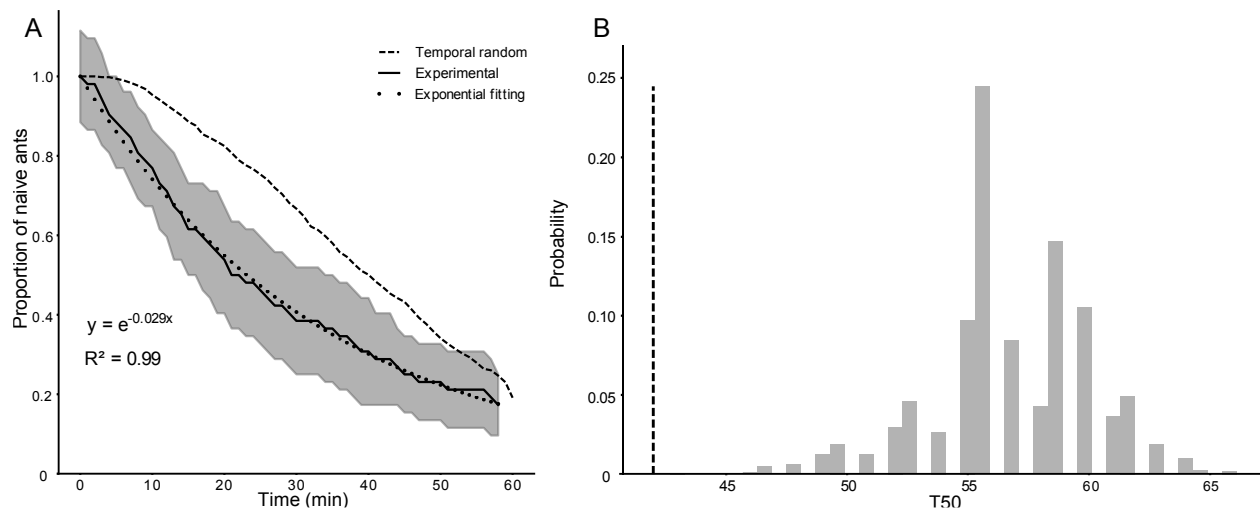 A
Temporal random
Experimental
Exponential fitting
1.0
0.8
0.6
0.4
0.2
0
Proportion of naive ants
y = e^-0.029x
R² = 0.99
0 10 20 30 40 50 60
Time (min)
B
0.25
0.20
0.15
0.10
0.05
0
Probability
45 50 55 60 65
T50